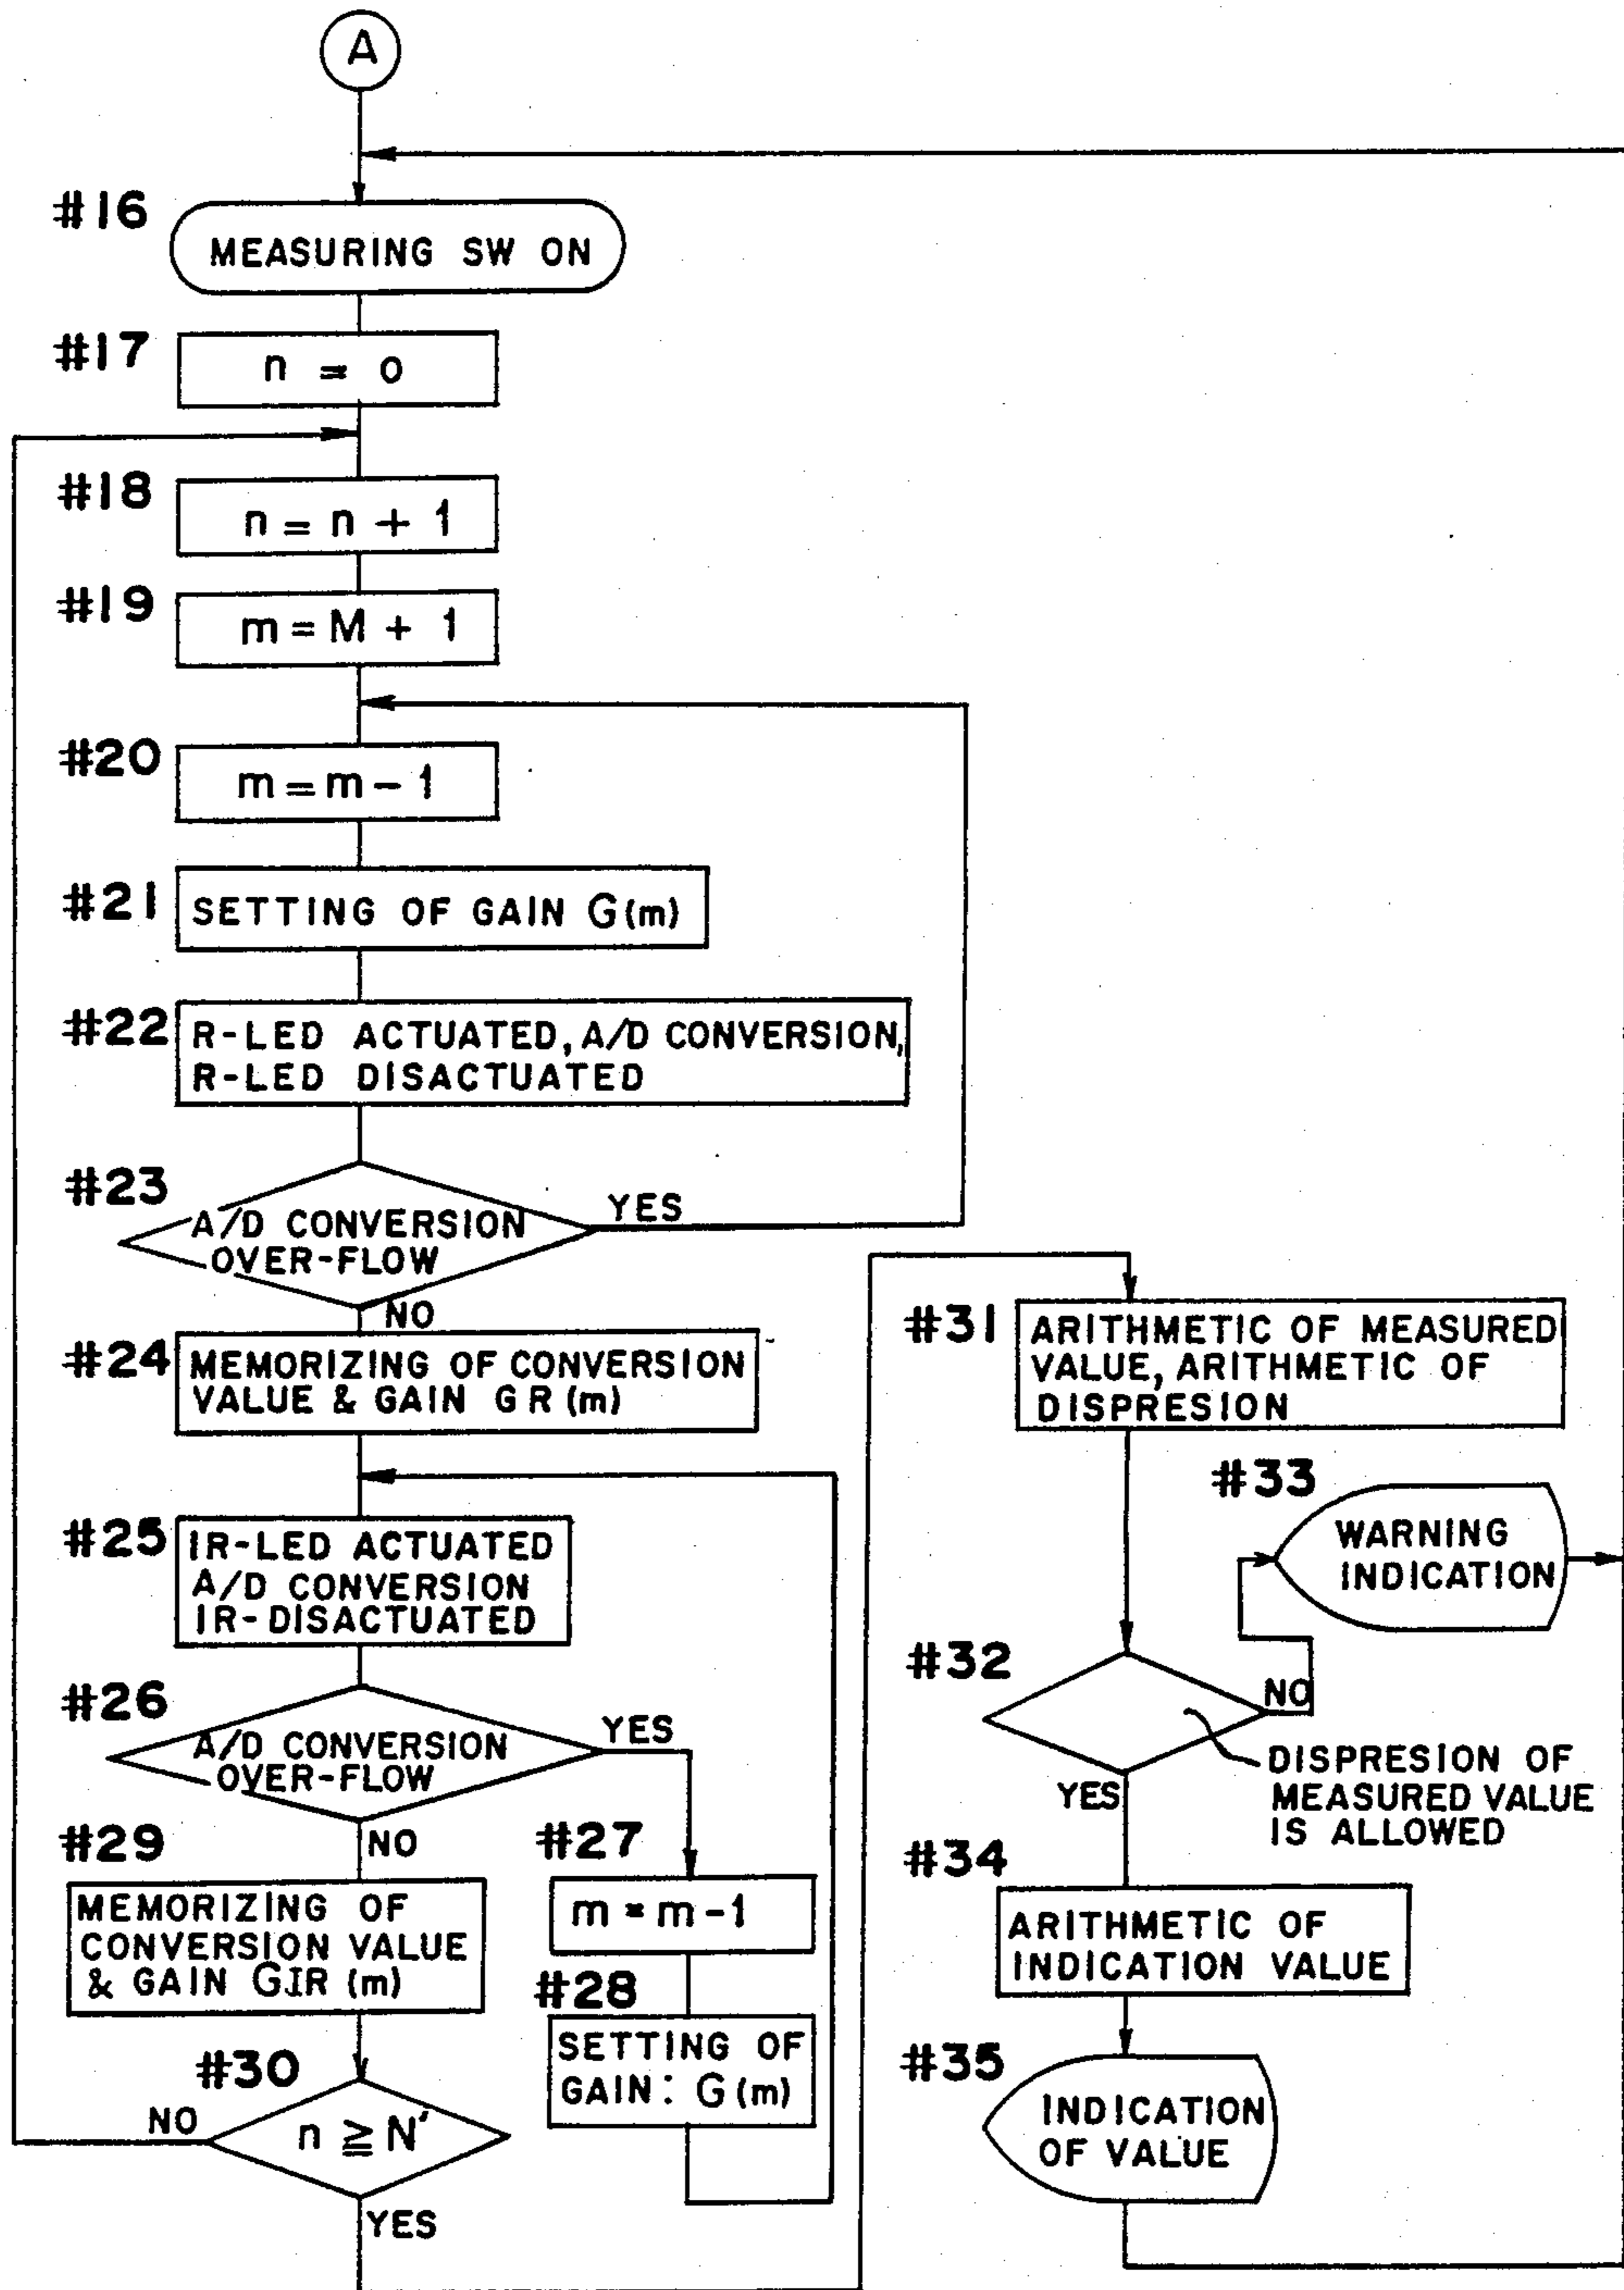 A
#16
MEASURING SW ON
#17
n = o
#18
n = n + 1
#19
m = M + 1
#20
m = m - 1
#21
SETTING OF GAIN G(m)
#22
R-LED ACTUATED, A/D CONVERSION,
R-LED DISACTUATED
#23
A/D CONVERSION
OVER-FLOW
YES
NO
#24
MEMORIZING OF CONVERSION
VALUE & GAIN GR(m)
#25
IR-LED ACTUATED
A/D CONVERSION
IR-DISACTUATED
#26
A/D CONVERSION
OVER-FLOW
YES
NO
#27
m = m - 1
#28
SETTING OF
GAIN: G(m)
#29
MEMORIZING OF
CONVERSION VALUE
& GAIN GIR (m)
#30
n ≧ N'
NO
YES
#31
ARITHMETIC OF MEASURED
VALUE, ARITHMETIC OF
DISPRESION
#32
NO
YES
DISPRESION OF
MEASURED VALUE
IS ALLOWED
#33
WARNING
INDICATION
#34
ARITHMETIC OF
INDICATION VALUE
#35
INDICATION
OF VALUE